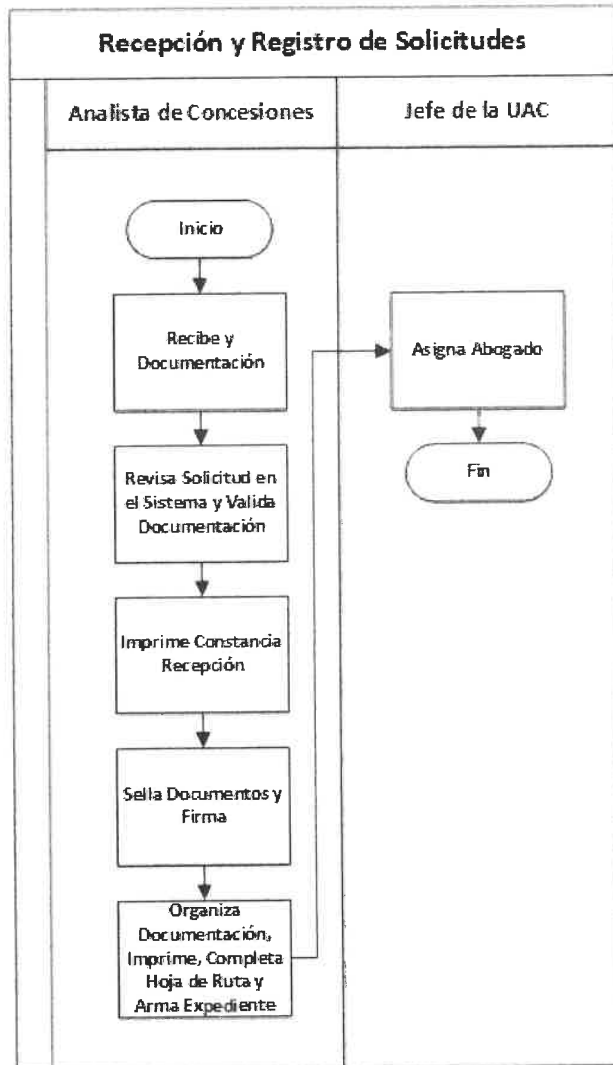 Recepción y Registro de Solicitudes
Analista de Concesiones
Jefe de la UAC
Inicio
Recibe y
Documentación
Asigna Abogado
Revisa Solicitud en
el Sistema y Valida
Documentación
Fin
Imprime Constancia
Recepción
Sella Documentos y
Firma
Organiza
Documentación,
Imprime, Completa
Hoja de Ruta y
Arma Expediente